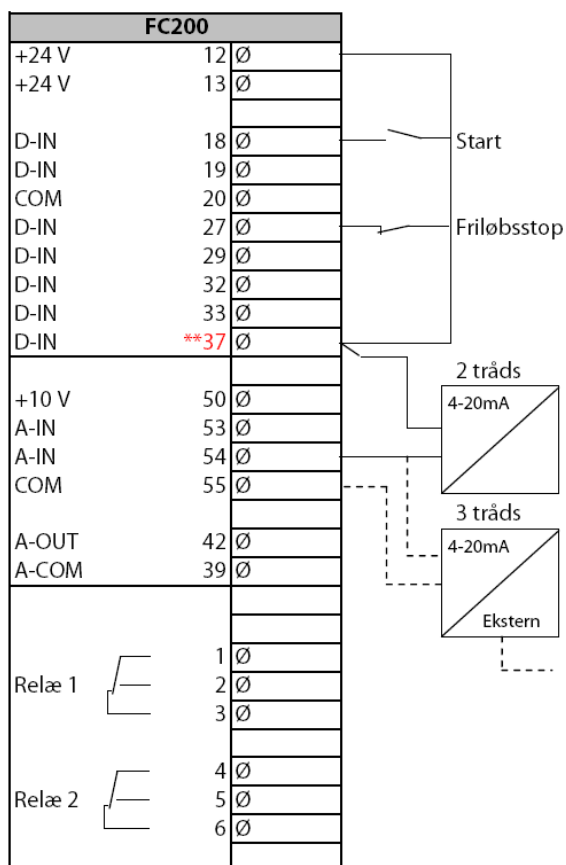 FC200
+24 V 12 Ø
+24 V 13 Ø
D-IN 18 Ø Start
D-IN 19 Ø
COM 20 Ø
D-IN 27 Ø Friløbsstop
D-IN 29 Ø
D-IN 32 Ø
D-IN 33 Ø
D-IN **37 Ø
2 tråds
+10 V 50 Ø 4-20mA
A-IN 53 Ø
A-IN 54 Ø
COM 55 Ø
3 tråds
A-OUT 42 Ø 4-20mA
A-COM 39 Ø
Ekstern
1 Ø
Relæ 1 2 Ø
3 Ø
4 Ø
Relæ 2 5 Ø
6 Ø